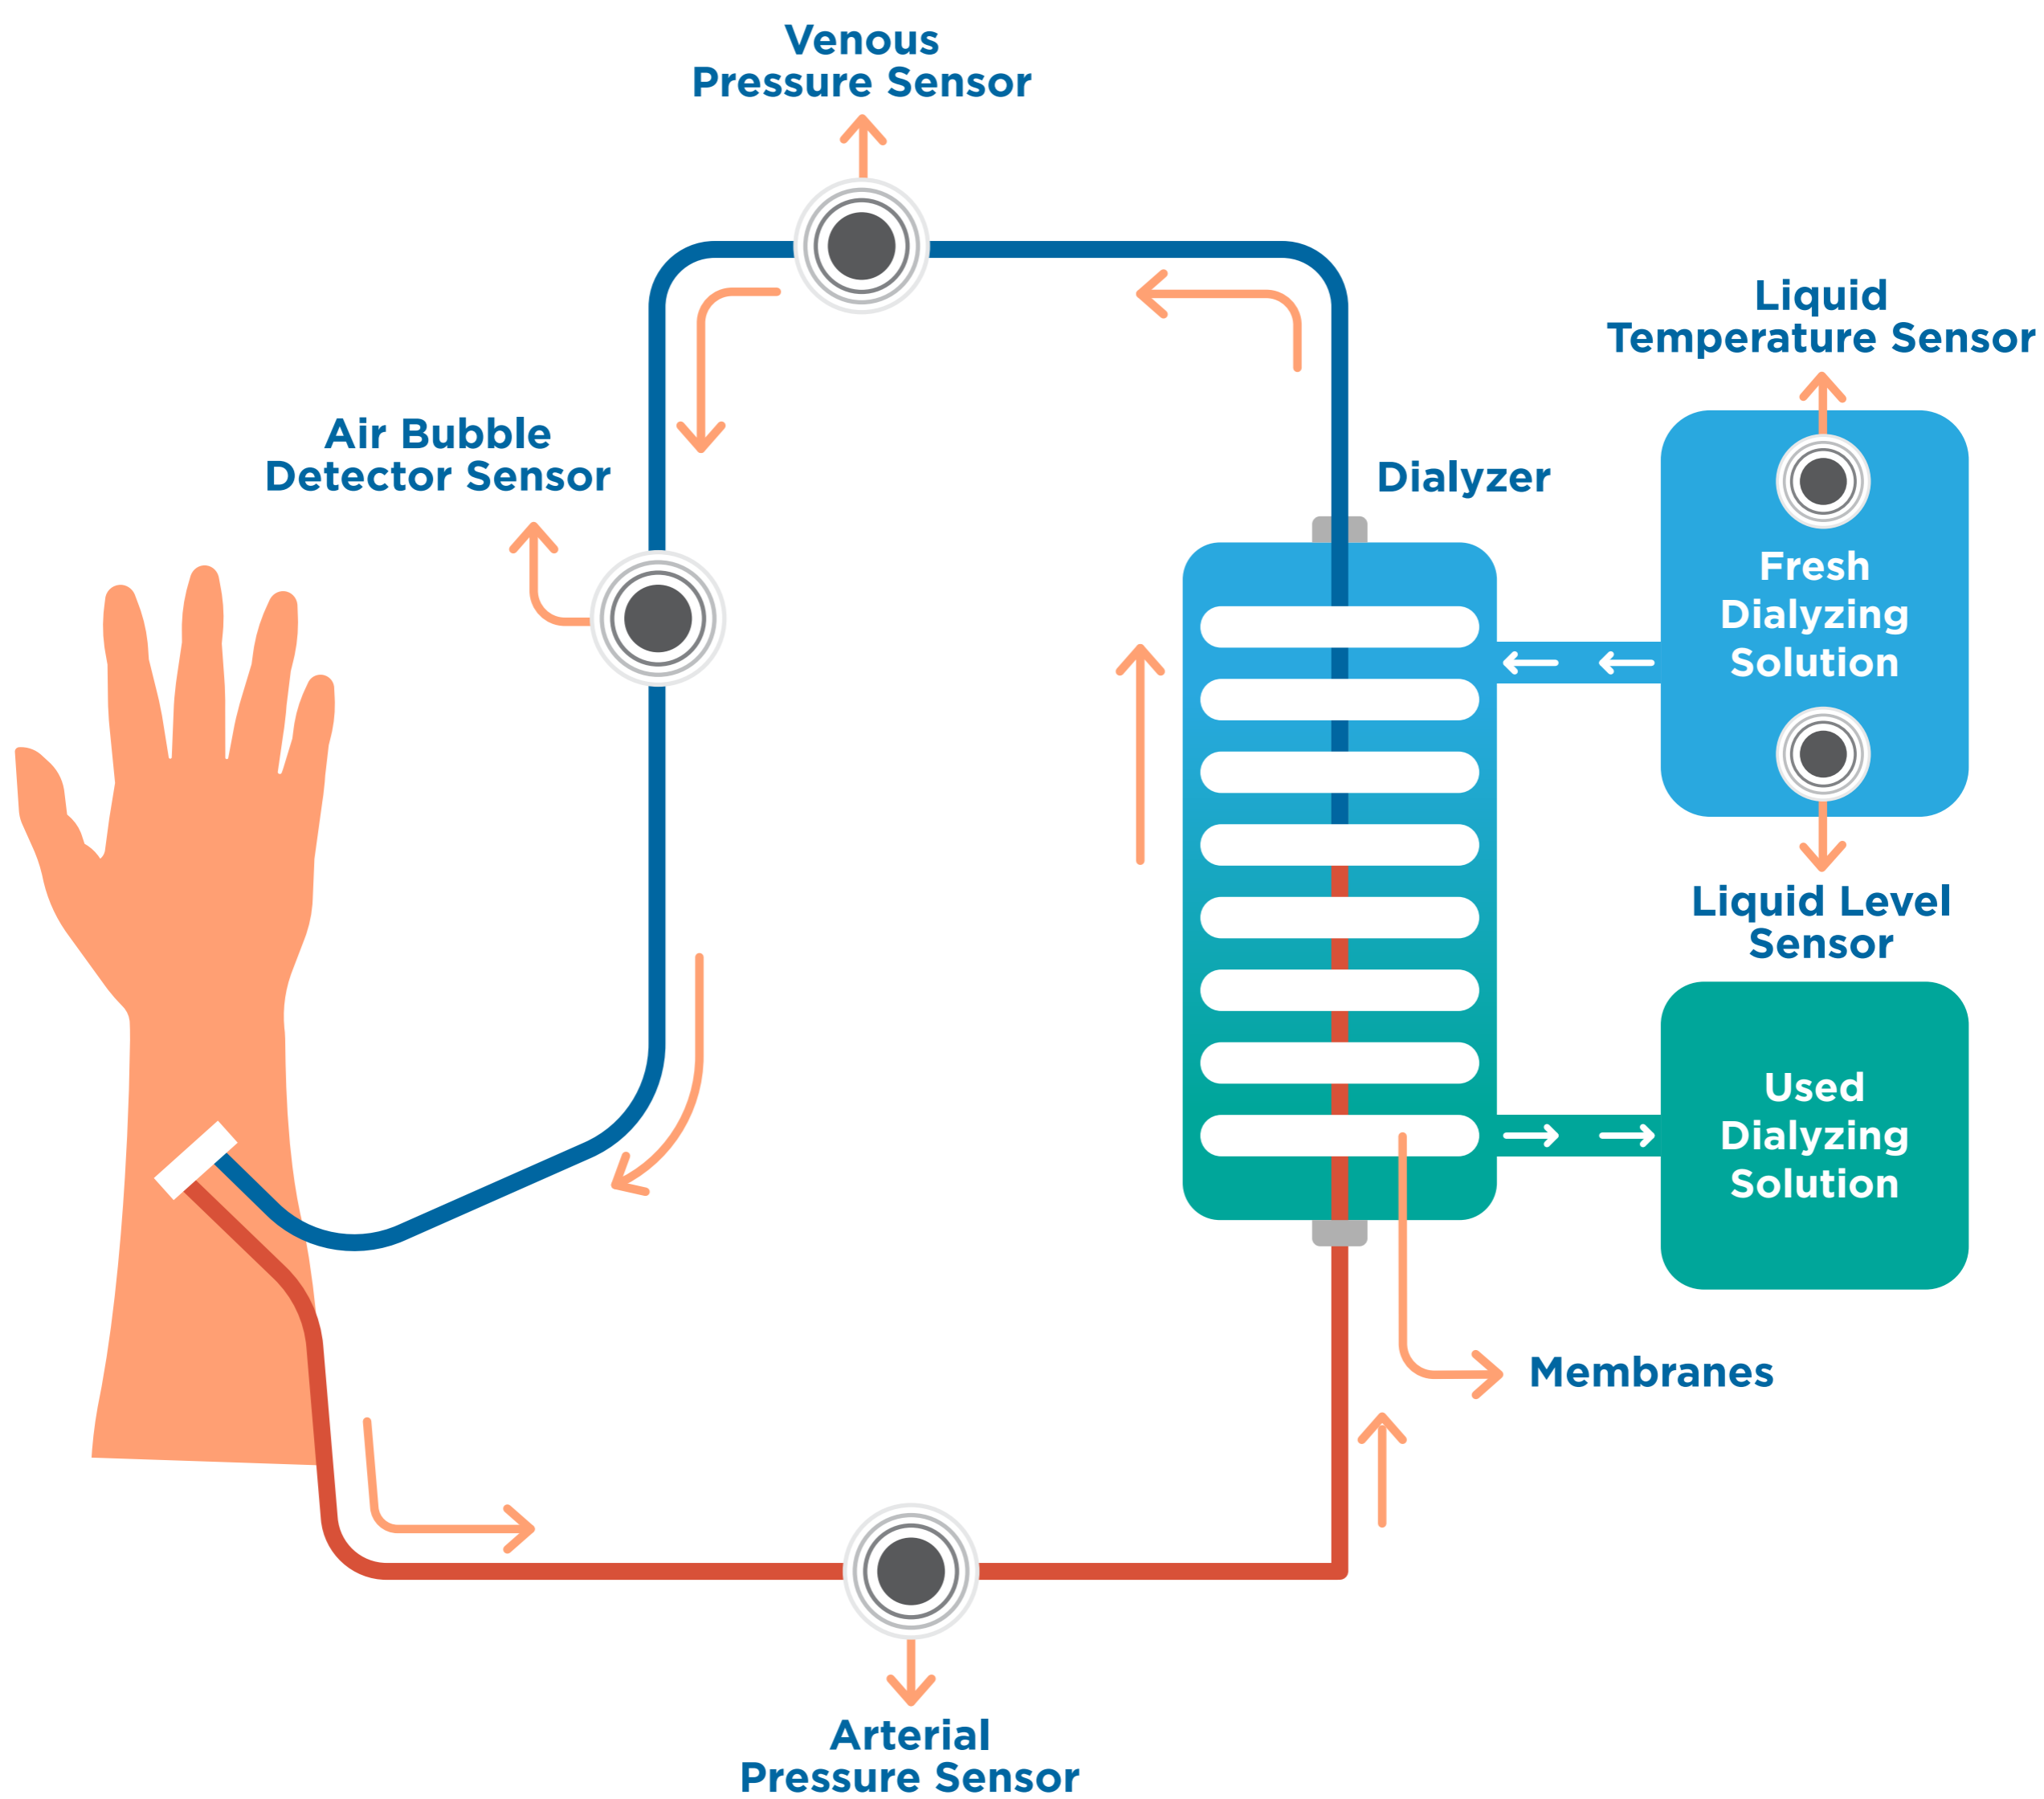 Venous
Pressure Sensor
Liquid
Temperature Sensor
Air Bubble
Detector Sensor
Dialyzer
Fresh
Dialyzing
Solution
Liquid Level
Sensor
Used
Dialyzing
Solution
Membranes
Arterial
Pressure Sensor